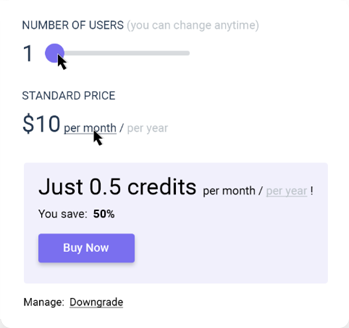 NUMBER OF USERS (you can change anytime)
1
STANDARD PRICE
$10 per month / per year
Just 0.5 credits per month / per year !
You save: 50%
Buy Now
Manage: Downgrade